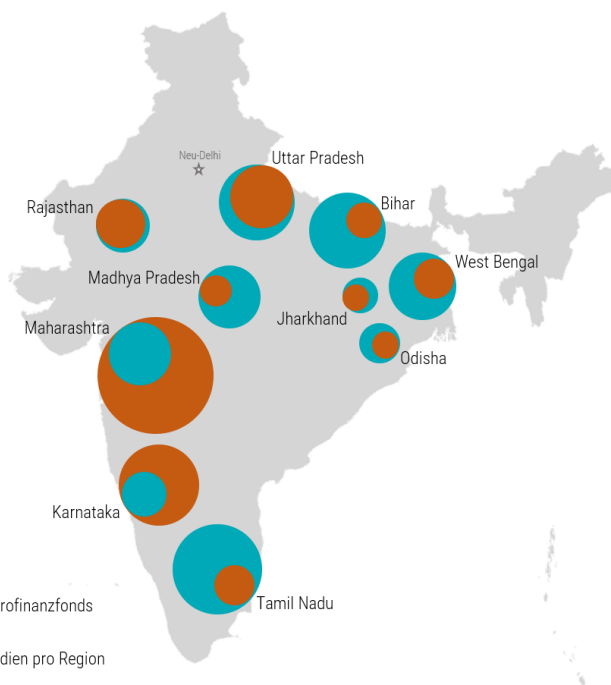 Neu-Delhi
Uttar Pradesh
Rajasthan
Bihar
West Bengal
Madhya Pradesh
Jharkhand
Maharashtra
Odisha
Karnataka
Tamil Nadu
rofinanzfonds
dien pro Region